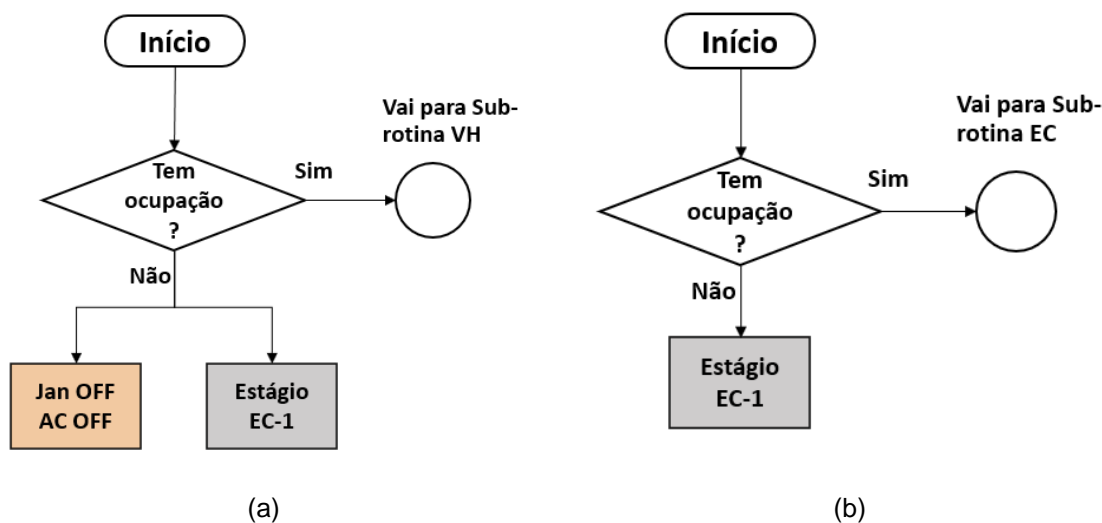 Início
Vai para Sub-
rotina VH
Tem
ocupação
?
Sim
Não
Jan OFF
AC OFF
Estágio
EC-1
(a)
Início
Vai para Sub-
rotina EC
Tem
ocupação
?
Sim
Não
Estágio
EC-1
(b)